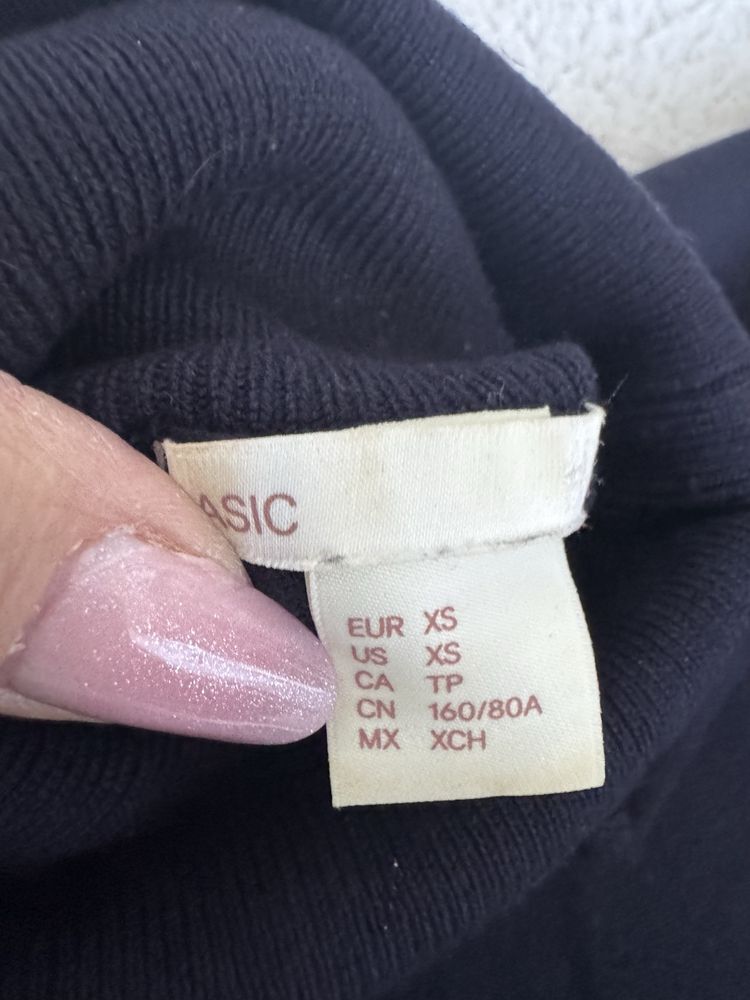 ASIC
EUR XS
US XS
CA TP
CN 160/80A
MX XCH